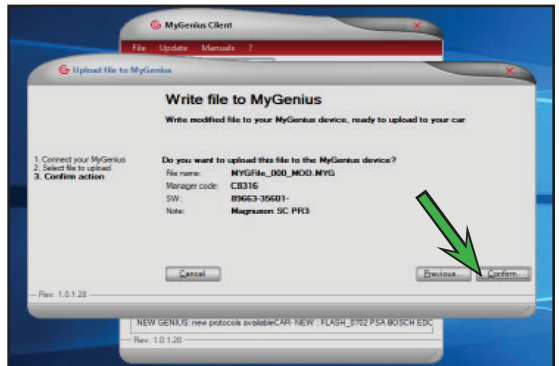 MyGenius Client
File Update Manuals ?
Upload file to MyGenius
Write file to MyGenius
Write modified file to your MyGenius device, ready to upload to your car
1. Connect your MyGenius
2. Select file to upload
3. Confirm action
Do you want to upload this file to the MyGenius device?
File name: MYGFile_000_MOD.MYG
Manager code: CB316
SW: 89663-35601-
Note: Magnuson SC PR3
Cancel Previous Confirm
Rev: 1.0.1.28
NEW GENIUS: new protocols availableCAR- NEW : FLASH_0702 PSA BOSCH EDC
Rev. 1.0.1.28